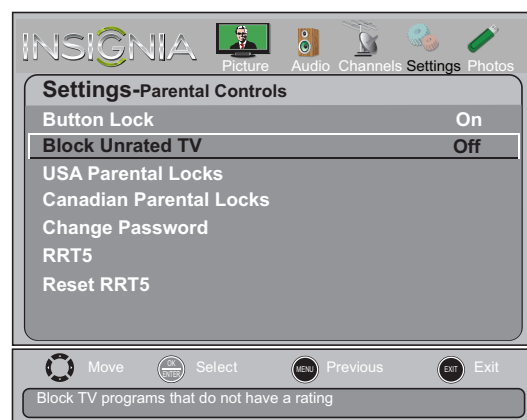 INSIGNIA
Picture Audio Channels Settings Photos
Settings-Parental Controls
Button Lock On
Block Unrated TV Off
USA Parental Locks
Canadian Parental Locks
Change Password
RRT5
Reset RRT5
Move OK ENTER Select MENU Previous EXIT Exit
Block TV programs that do not have a rating